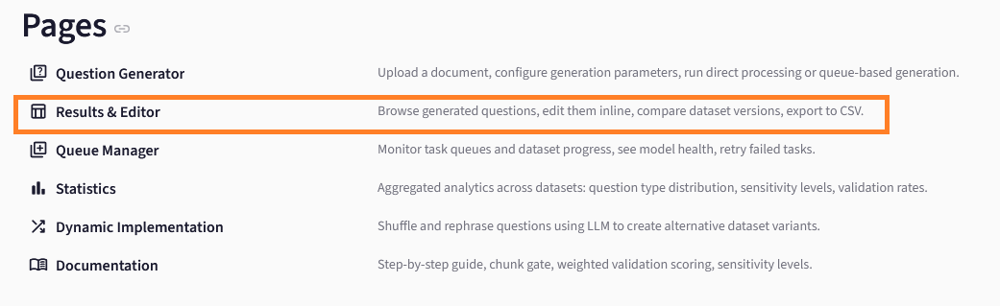 Pages
Question Generator Upload a document, configure generation parameters, run direct processing or queue-based generation.
Results & Editor Browse generated questions, edit them inline, compare dataset versions, export to CSV.
Queue Manager Monitor task queues and dataset progress, see model health, retry failed tasks.
Statistics Aggregated analytics across datasets: question type distribution, sensitivity levels, validation rates.
Dynamic Implementation Shuffle and rephrase questions using LLM to create alternative dataset variants.
Documentation Step-by-step guide, chunk gate, weighted validation scoring, sensitivity levels.